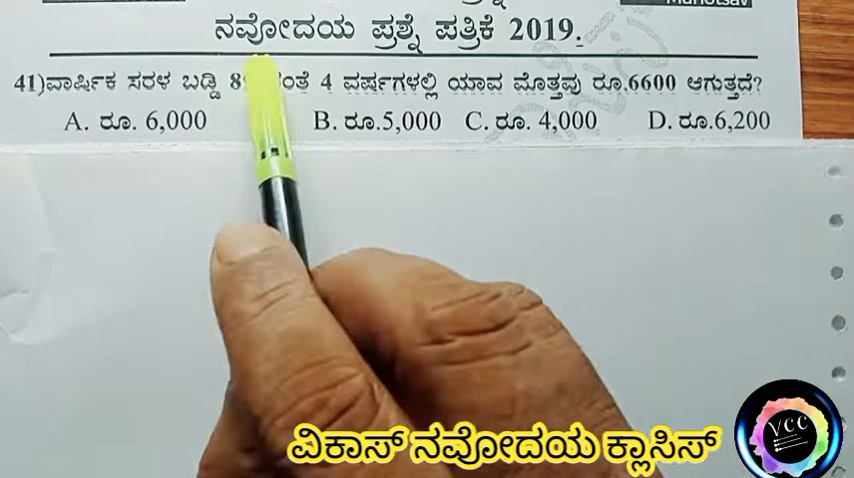 Mahotsav
ನವೋದಯ ಪ್ರಶ್ನೆ ಪತ್ರಿಕೆ 2019.
41)ವಾರ್ಷಿಕ ಸರಳ ಬಡ್ಡಿ 4 ವರ್ಷಗಳಲ್ಲಿ ಯಾವ ಮೊತ್ತವು ರೂ.6600 ಆಗುತ್ತದೆ?
A. ರೂ. 6,000 B. ರೂ.5,000 C. ರೂ. 4,000 D. ರೂ.6,200
ವಿಕಾಸ್ ನವೋದಯ ಕ್ಲಾಸಿಸ್
VCC